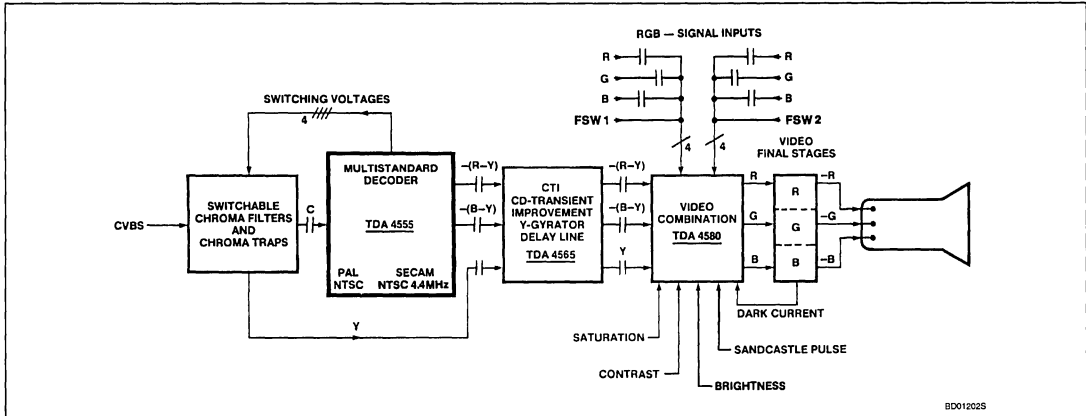 RGB — SIGNAL INPUTS
R
R
G
G
B
B
FSW 1
FSW 2
4
4
SWITCHING VOLTAGES
4
VIDEO
FINAL STAGES
CVBS
SWITCHABLE
CHROMA FILTERS
AND
CHROMA TRAPS
C
MULTISTANDARD
DECODER
TDA 4555
PAL SECAM
NTSC NTSC 4.4MHz
–(R–Y)
–(B–Y)
Y
CTI
CD-TRANSIENT
IMPROVEMENT
Y-GYRATOR
DELAY LINE
TDA 4565
–(R–Y)
–(B–Y)
Y
VIDEO
COMBINATION
TDA 4580
R
G
B
R
G
B
–R
–G
–B
DARK CURRENT
SATURATION
CONTRAST
BRIGHTNESS
SANDCASTLE PULSE
BD01202S